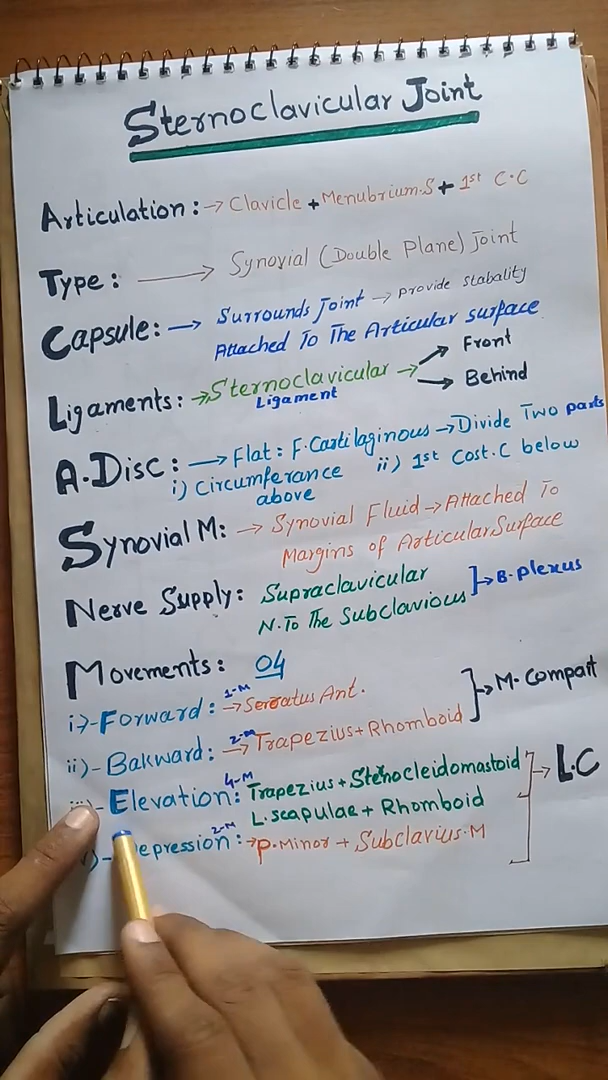 Sternoclavicular Joint
Articulation: → Clavicle + Menubrium.S + 1st C.C
Type: → Synovial (Double Plane) Joint
Capsule: → Surrounds Joint → provide stabality
Attached To The Articular surface
Ligaments: → Sternoclavicular → Front
Ligament Behind
A.Disc: → Flat: F.Cartilaginous → Divide Two parts
i) Circumferance above ii) 1st Cost.C below
Synovial M: → Synovial Fluid → Attached To
Margins of Articular Surface
Nerve Supply: Supraclavicular
N.To The Subclavious ] → B.plexus
Movements: 04
i)-Forward: 1-M → Serratus Ant.
ii)-Bakward: 2-M → Trapezius + Rhomboid ] → M.Compart
)-Elevation: 4-M Trapezius + Stenocleidomastoid
L.scapulae + Rhomboid → L.C
)-Depression: 2-M → P.Minor + Subclavius.M